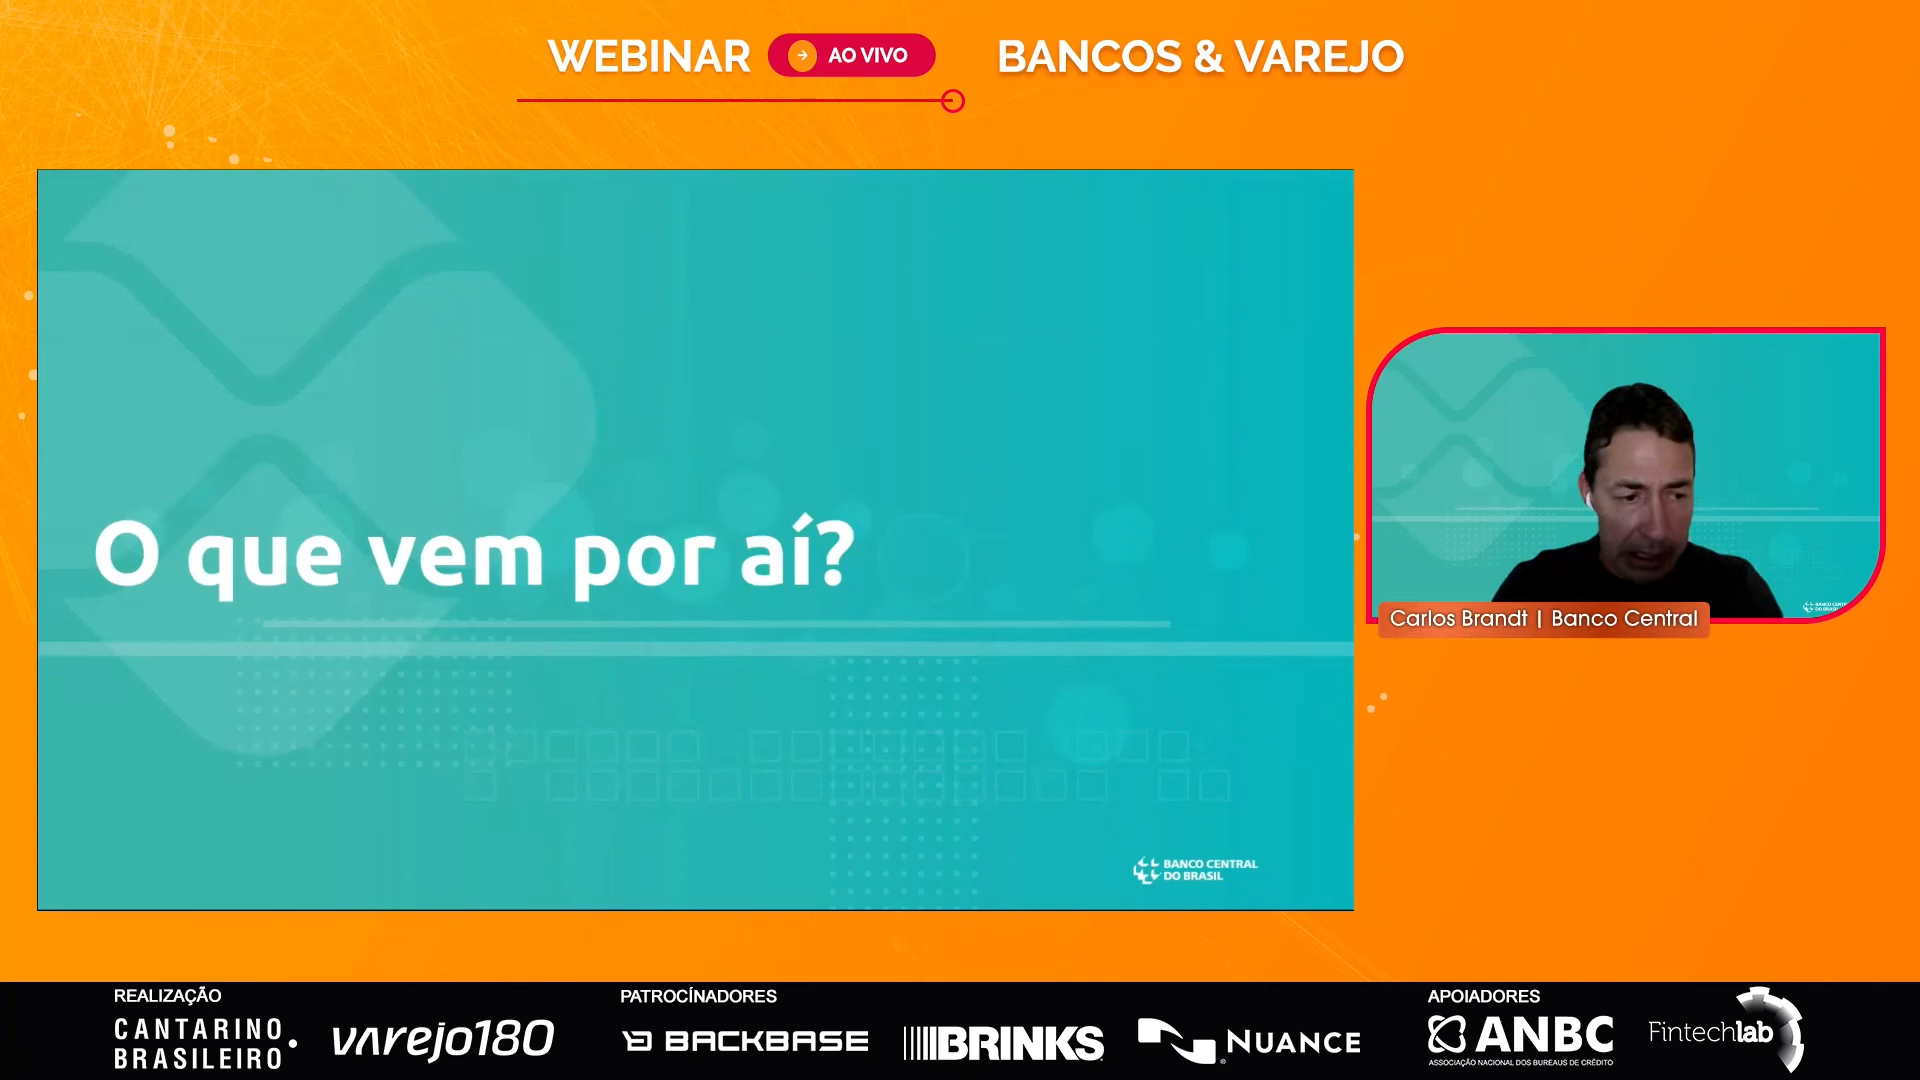 WEBINAR
AO VIVO
BANCOS & VAREJO
O que vem por aí?
BANCO CENTRAL
DO BRASIL
Carlos Brandt | Banco Central
REALIZAÇÃO
CANTARINO
BRASILEIRO
varejo180
PATROCÍNADORES
BACKBASE
BRINKS
NUANCE
APOIADORES
ANBC
ASSOCIAÇÃO NACIONAL DOS BUREAUS DE CRÉDITO
Fintechlab